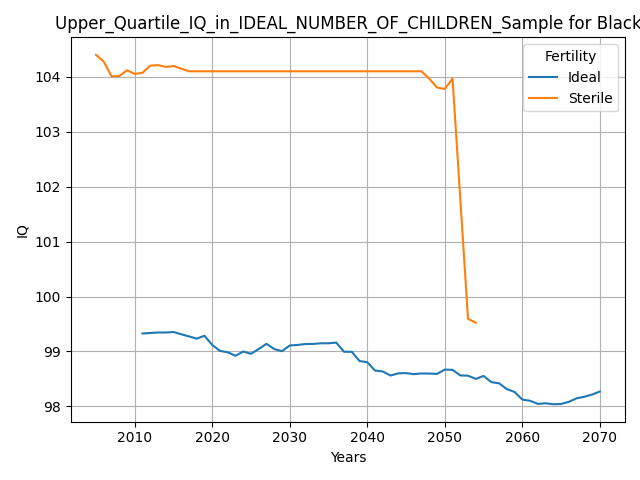 Upper_Quartile_IQ_in_IDEAL_NUMBER_OF_CHILDREN_Sample for Black
Fertility
Ideal
Sterile
104
103
102
101
100
99
98
IQ
2010 2020 2030 2040 2050 2060 2070
Years